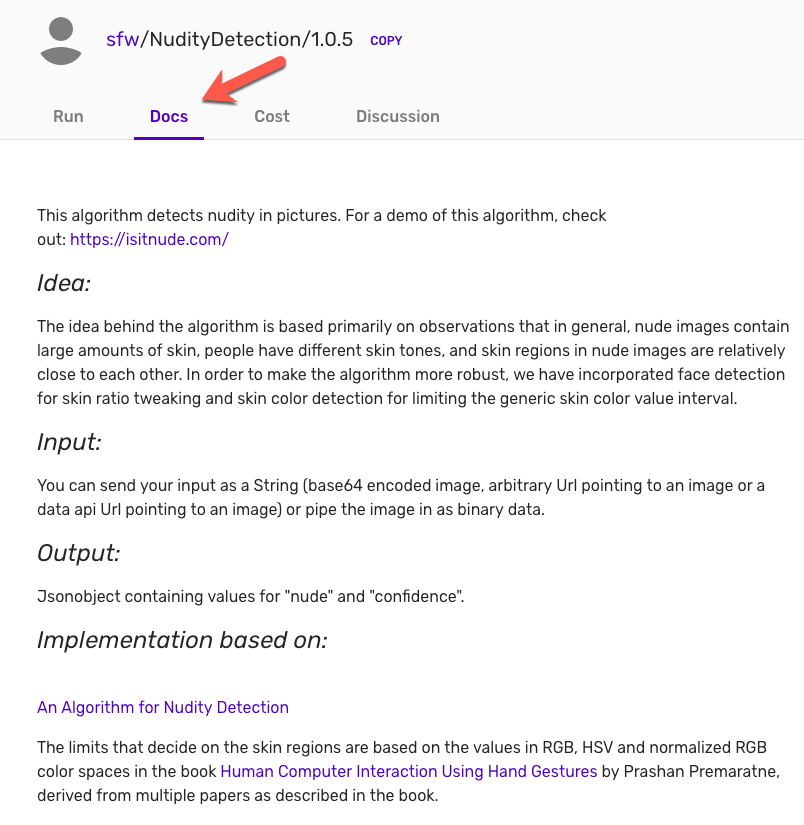 sfw/NudityDetection/1.0.5 COPY
Run Docs Cost Discussion
This algorithm detects nudity in pictures. For a demo of this algorithm, check
out: https://isitnude.com/
Idea:
The idea behind the algorithm is based primarily on observations that in general, nude images contain
large amounts of skin, people have different skin tones, and skin regions in nude images are relatively
close to each other. In order to make the algorithm more robust, we have incorporated face detection
for skin ratio tweaking and skin color detection for limiting the generic skin color value interval.
Input:
You can send your input as a String (base64 encoded image, arbitrary Url pointing to an image or a
data api Url pointing to an image) or pipe the image in as binary data.
Output:
Jsonobject containing values for "nude" and "confidence".
Implementation based on:
An Algorithm for Nudity Detection
The limits that decide on the skin regions are based on the values in RGB, HSV and normalized RGB
color spaces in the book Human Computer Interaction Using Hand Gestures by Prashan Premaratne,
derived from multiple papers as described in the book.